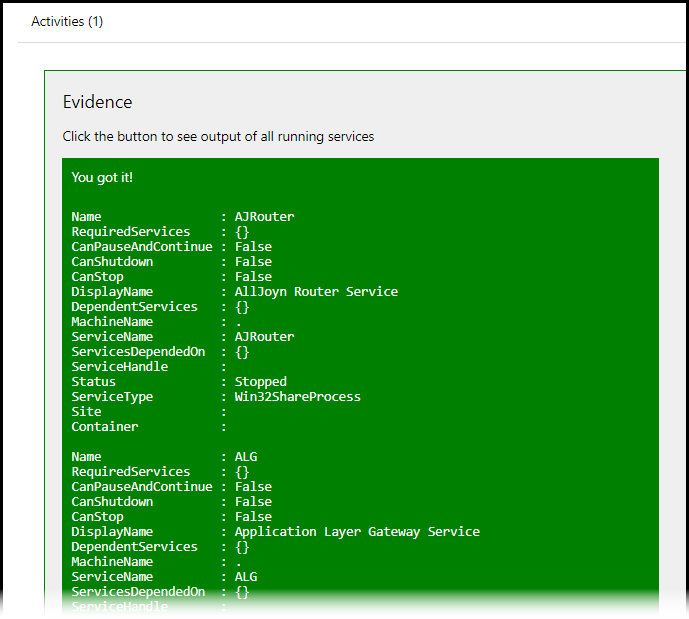 Activities (1)
Evidence
Click the button to see output of all running services
You got it!
Name : AJRouter
RequiredServices : {}
CanPauseAndContinue : False
CanShutdown : False
CanStop : False
DisplayName : AllJoyn Router Service
DependentServices : {}
MachineName : .
ServiceName : AJRouter
ServicesDependedOn : {}
ServiceHandle :
Status : Stopped
ServiceType : Win32ShareProcess
Site :
Container :
Name : ALG
RequiredServices : {}
CanPauseAndContinue : False
CanShutdown : False
CanStop : False
DisplayName : Application Layer Gateway Service
DependentServices : {}
MachineName : .
ServiceName : ALG
ServicesDependedOn : {}
ServiceHandle :